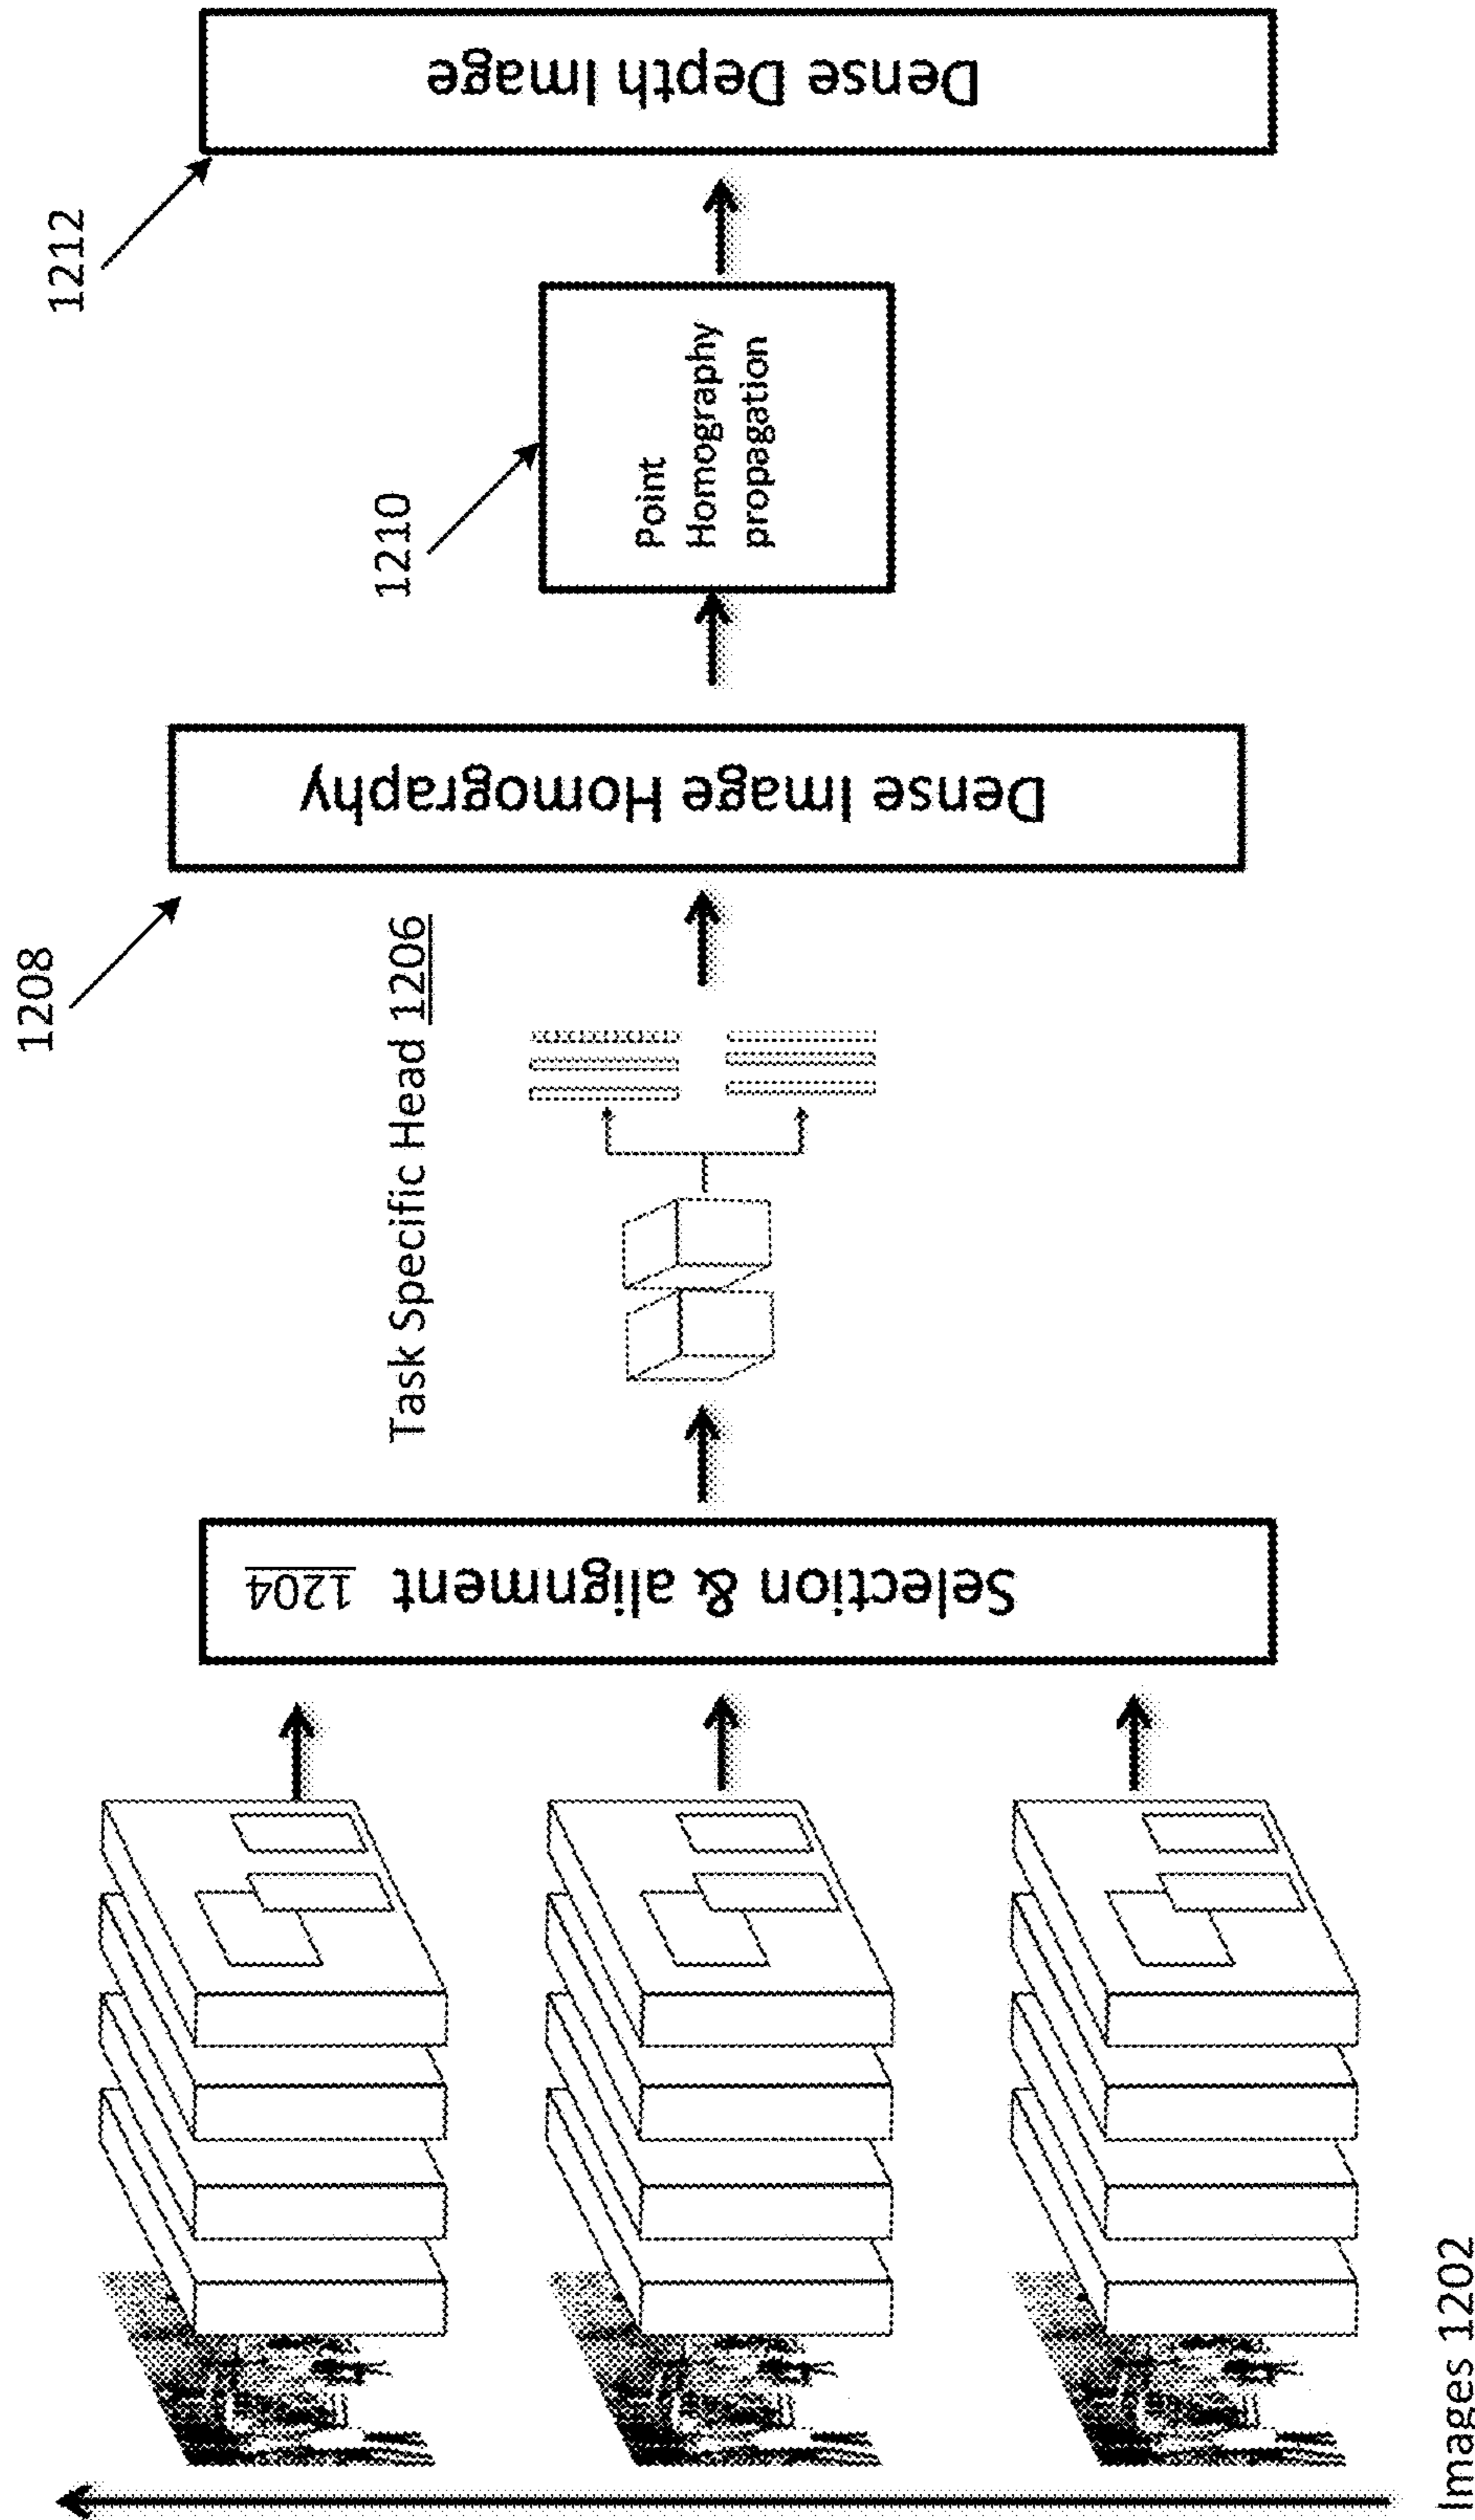 Images 1202
Selection & alignment 1204
Task Specific Head 1206
1208
Dense Image Homography
1210
Point
Homography
propagation
1212
Dense Depth Image